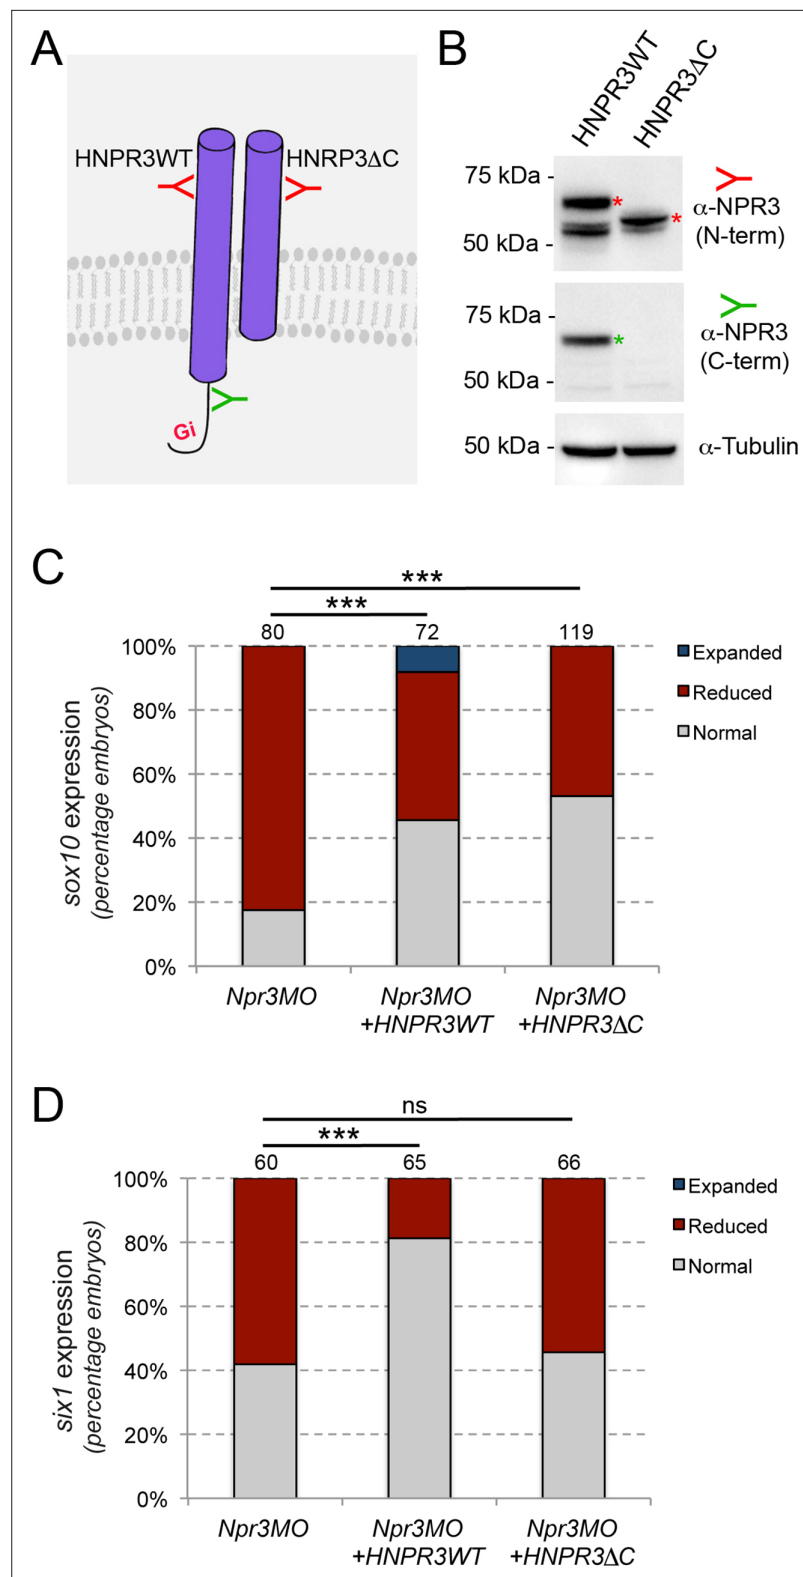 A
HNPR3WT
HNRP3ΔC
Gi
B
HNPR3WT
HNPR3ΔC
75 kDa -
50 kDa -
*
*
α-NPR3
(N-term)
75 kDa -
50 kDa -
*
α-NPR3
(C-term)
50 kDa -
α-Tubulin
C
***
***
80
72
119
100%
80%
60%
40%
20%
0%
sox10 expression
(percentage embryos)
Expanded
Reduced
Normal
Npr3MO
Npr3MO
+HNPR3WT
Npr3MO
+HNPR3ΔC
D
ns
***
60
65
66
100%
80%
60%
40%
20%
0%
six1 expression
(percentage embryos)
Expanded
Reduced
Normal
Npr3MO
Npr3MO
+HNPR3WT
Npr3MO
+HNPR3ΔC